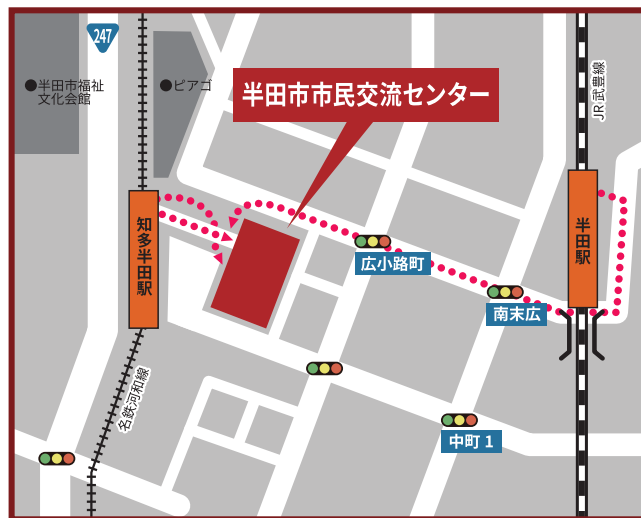 247
半田市福祉
文化会館
ピアゴ
半田市市民交流センター
JR武豊線
知多半田駅
半田駅
広小路町
南末広
名鉄河和線
中町 1